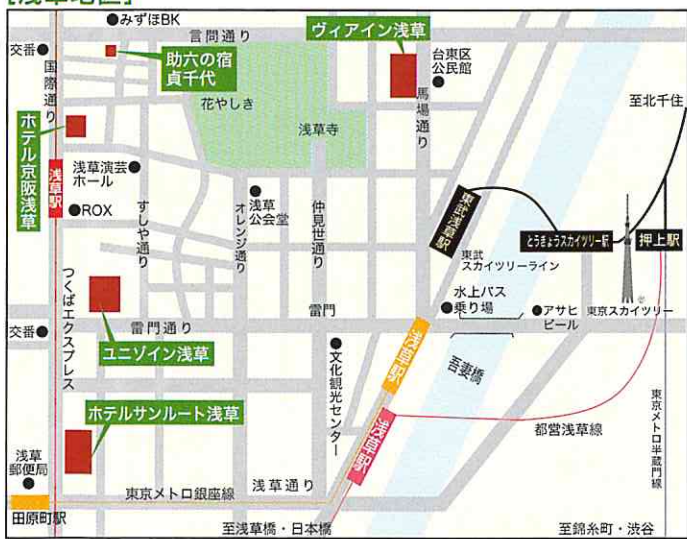 [浅草地区]
みずほBK
言問通り
ヴィアイン浅草
交番
助六の宿
貞千代
台東区
公民館
国際通り
花やしき
馬場通り
至北千住
ホテル京阪浅草
浅草寺
浅草駅
浅草演芸
ホール
ROX
すしや通り
浅草
公会堂
オレンジ通り
仲見世通り
東武浅草駅
とうきょうスカイツリー駅
押上駅
東武
スカイツリーライン
つくばエクスプレス
水上バス
乗り場
アサヒ
ビール
東京スカイツリー
雷門
交番
雷門通り
ユニゾイン浅草
浅草駅
吾妻橋
文化観光センター
ホテルサンルート浅草
浅草駅
都営浅草線
東京メトロ半蔵門線
浅草
郵便局
東京メトロ銀座線
浅草通り
田原町駅
至浅草橋・日本橋
至錦糸町・渋谷